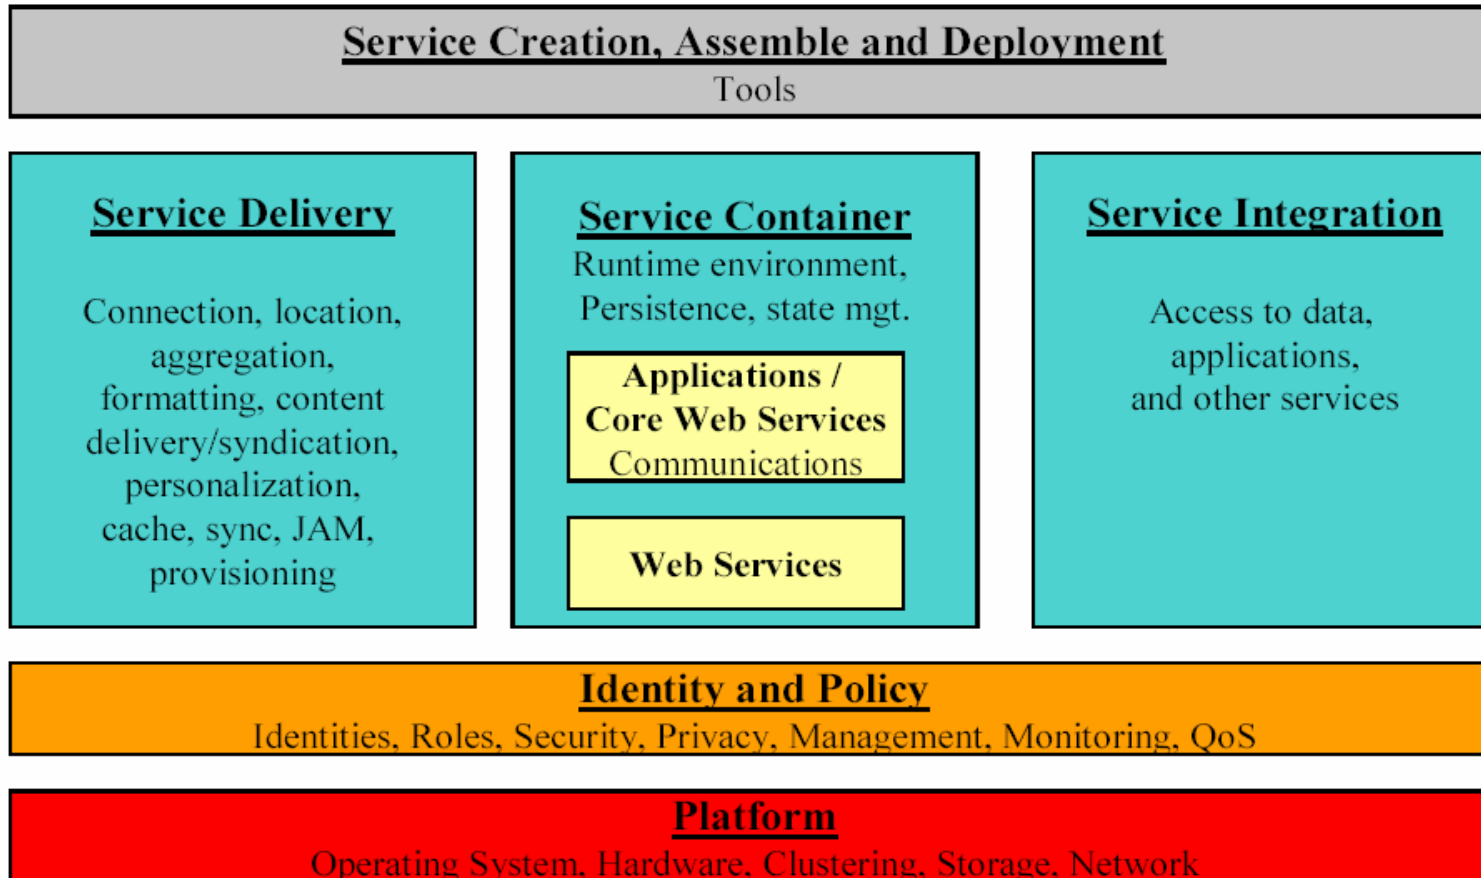 Service Creation, Assemble and Deployment
Tools
Service Delivery
Connection, location,
aggregation,
formatting, content
delivery/syndication,
personalization,
cache, sync, JAM,
provisioning
Service Container
Runtime environment,
Persistence, state mgt.
Applications /
Core Web Services
Communications
Web Services
Service Integration
Access to data,
applications,
and other services
Identity and Policy
Identities, Roles, Security, Privacy, Management, Monitoring, QoS
Platform
Operating System, Hardware, Clustering, Storage, Network